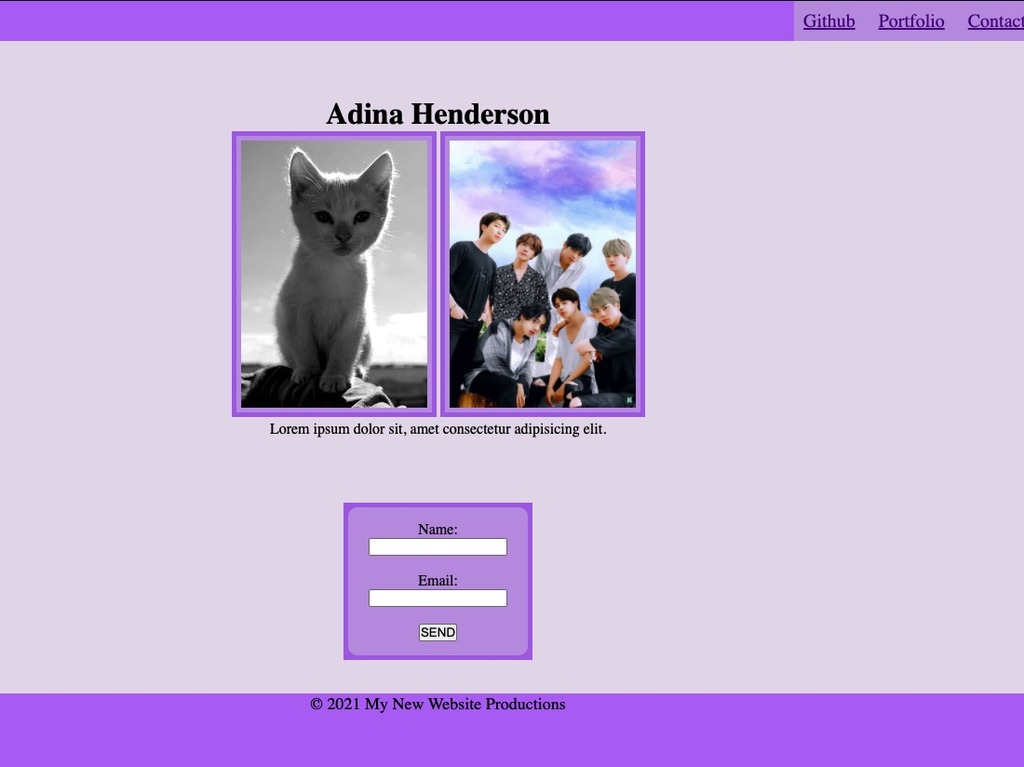 Github Portfolio Contact
Adina Henderson
Lorem ipsum dolor sit, amet consectetur adipisicing elit.
Name:
Email:
SEND
© 2021 My New Website Productions